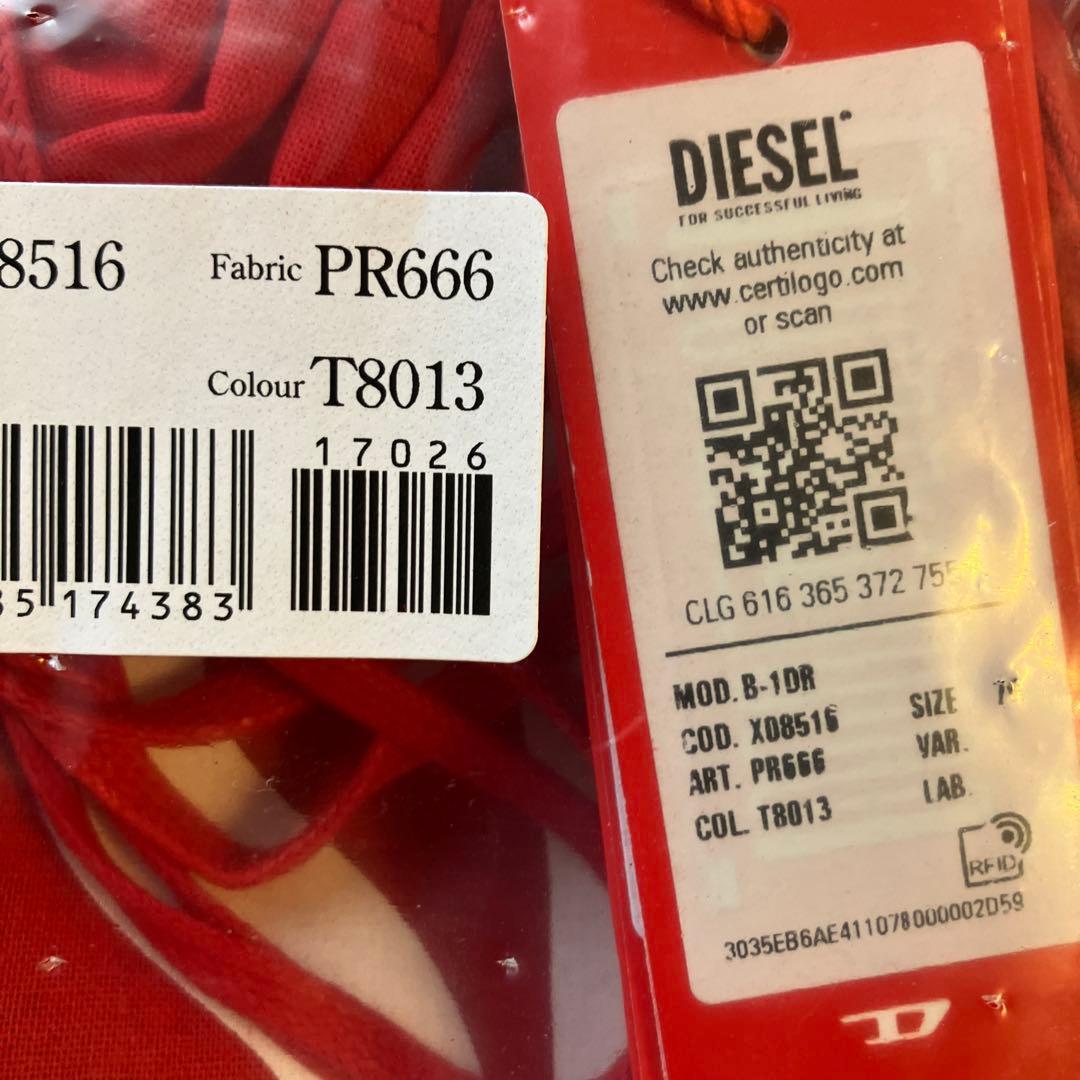 8516 Fabric PR666
Colour T8013
17026
35 174383
DIESEL
FOR SUCCESSFUL LIVING
Check authenticity at
www.certilogo.com
or scan
CLG 616 365 372 755
MOD. B-1DR
COD. X08516 SIZE
ART. PR666 VAR.
COL. T8013 LAB.
RFID
3035EB6AE411078000002D59
D